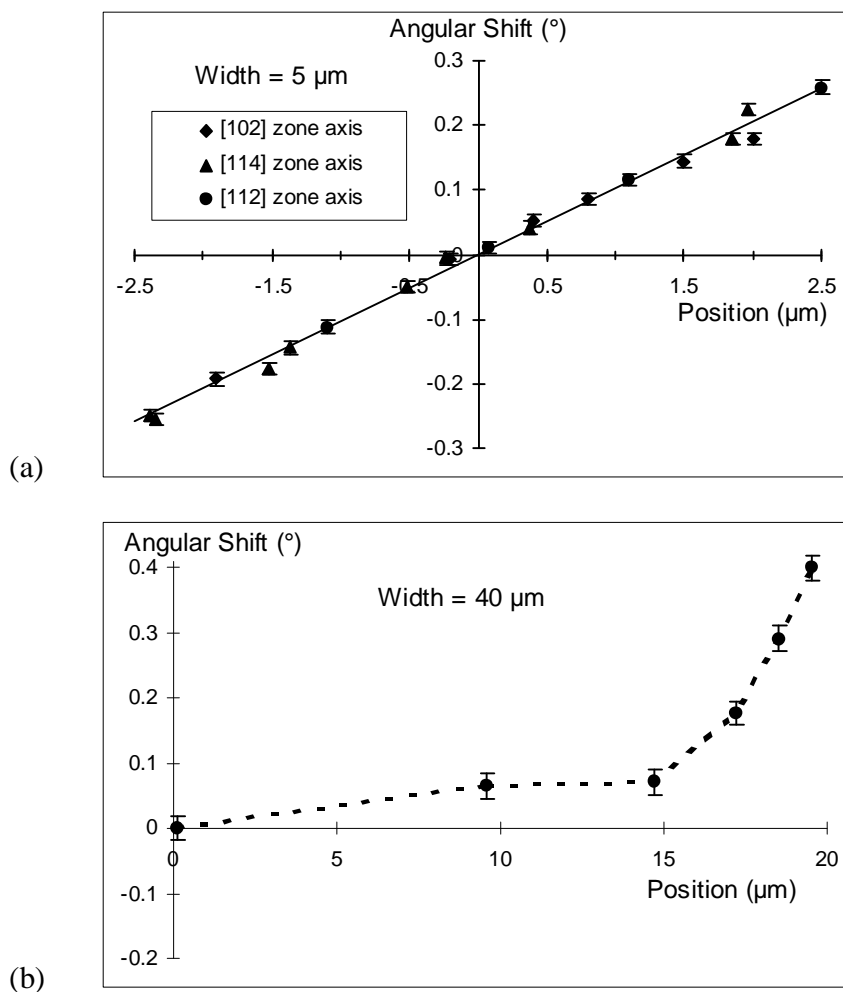 Angular Shift (°)
0.3
Width = 5 µm
[102] zone axis
[114] zone axis
[112] zone axis
0.2
0.1
0
-2.5 -1.5 -0.5 0.5 1.5 2.5
Position (µm)
-0.1
-0.2
-0.3
(a)
Angular Shift (°)
0.4
Width = 40 µm
0.3
0.2
0.1
0
0 5 10 15 20
Position (µm)
-0.1
-0.2
(b)